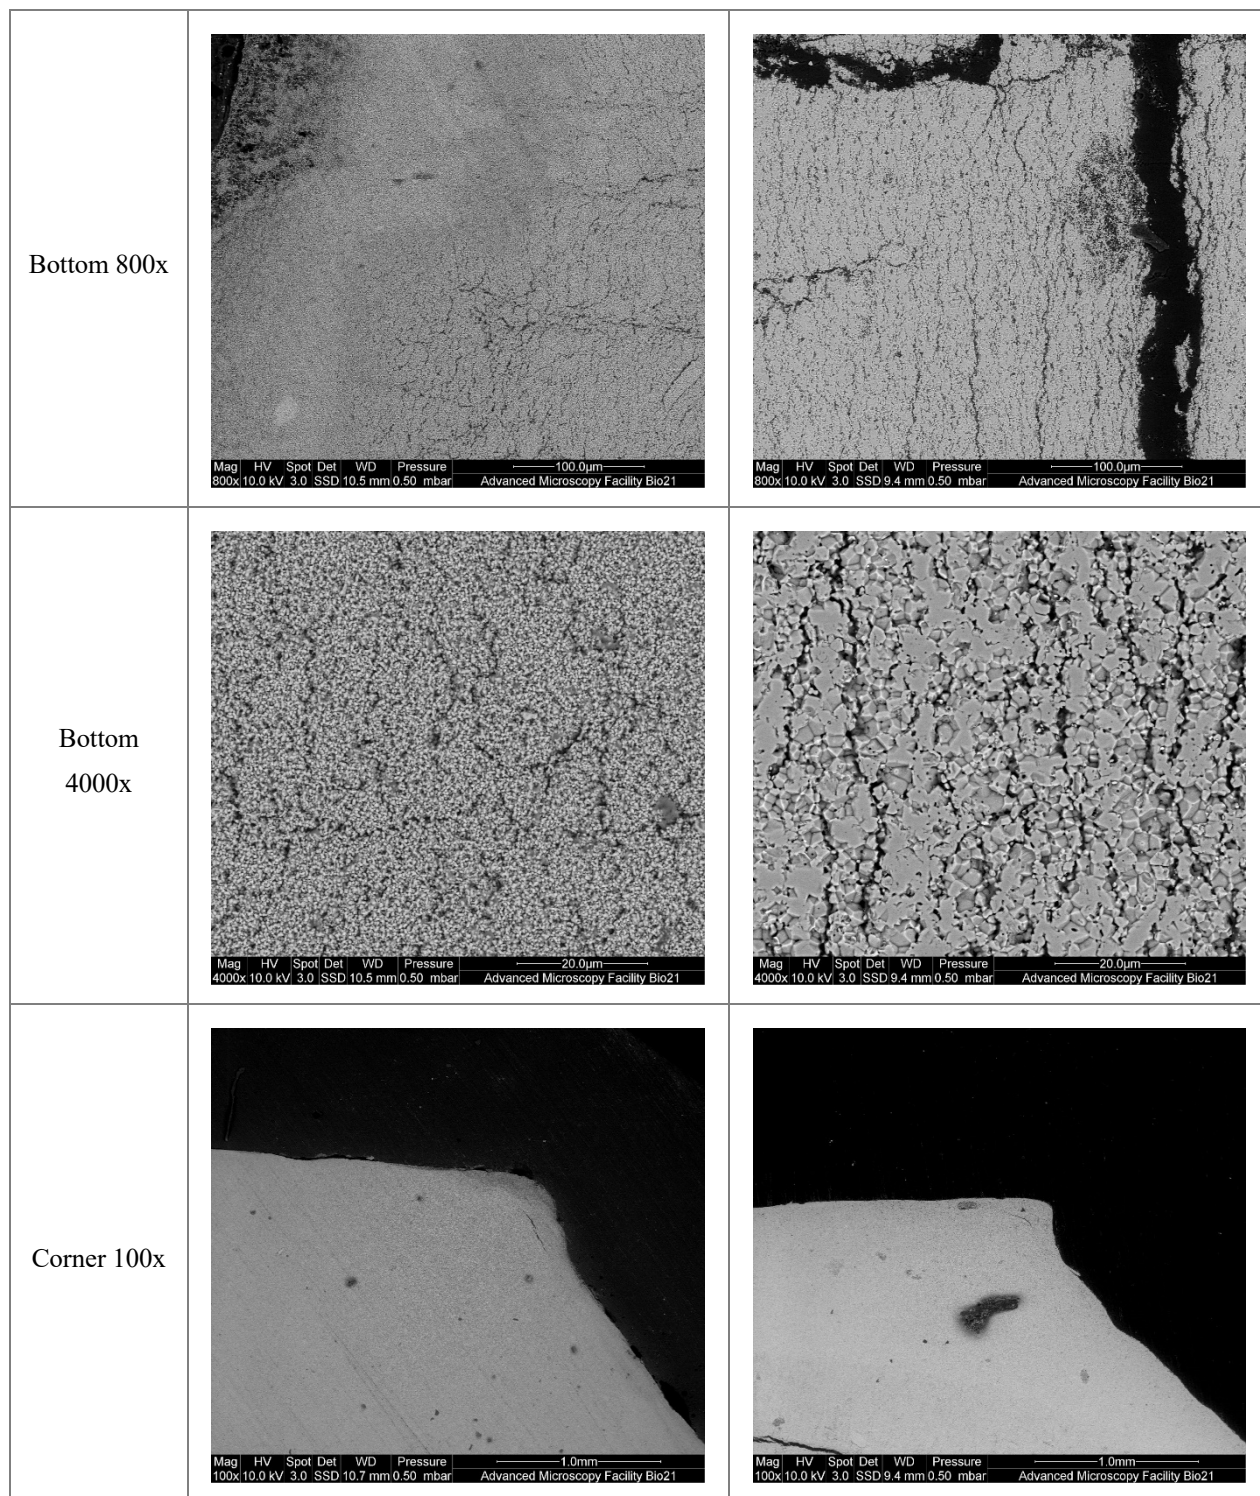 Bottom 800x
Mag HV Spot Det WD Pressure 100.0µm
800x 10.0 kV 3.0 SSD 10.5 mm 0.50 mbar Advanced Microscopy Facility Bio21
Mag HV Spot Det WD Pressure 100.0µm
800x 10.0 kV 3.0 SSD 9.4 mm 0.50 mbar Advanced Microscopy Facility Bio21
Bottom
4000x
Mag HV Spot Det WD Pressure 20.0µm
4000x 10.0 kV 3.0 SSD 10.5 mm 0.50 mbar Advanced Microscopy Facility Bio21
Mag HV Spot Det WD Pressure 20.0µm
4000x 10.0 kV 3.0 SSD 9.4 mm 0.50 mbar Advanced Microscopy Facility Bio21
Corner 100x
Mag HV Spot Det WD Pressure 1.0mm
100x 10.0 kV 3.0 SSD 10.7 mm 0.50 mbar Advanced Microscopy Facility Bio21
Mag HV Spot Det WD Pressure 1.0mm
100x 10.0 kV 3.0 SSD 9.4 mm 0.50 mbar Advanced Microscopy Facility Bio21